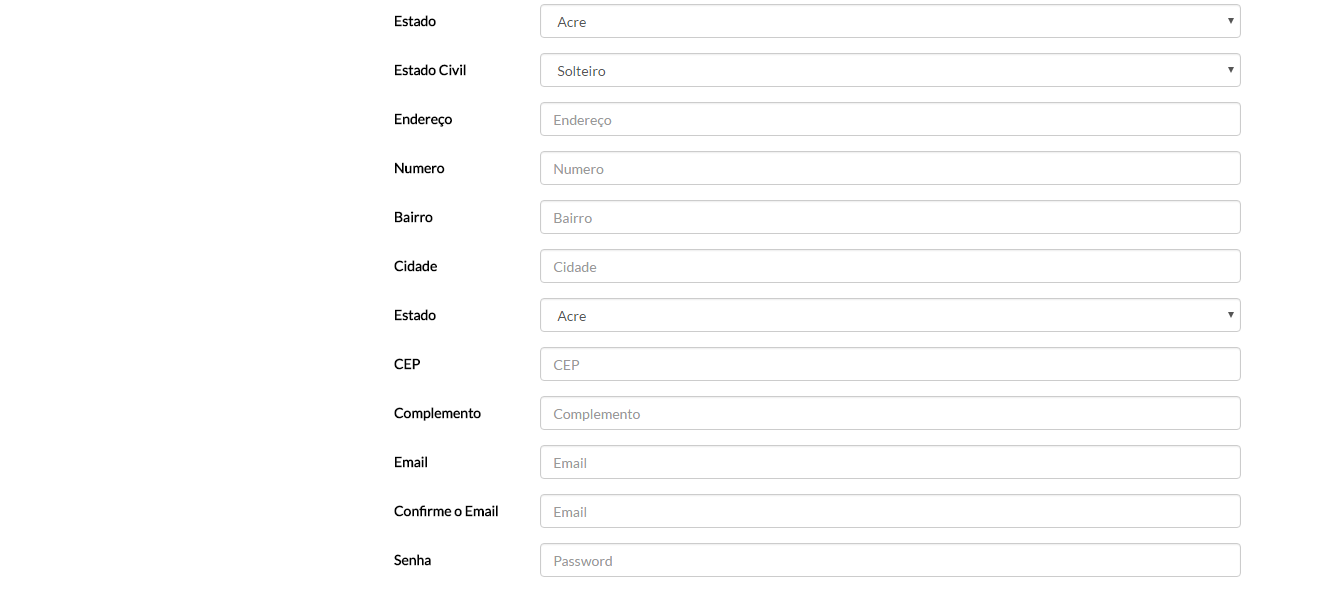 Estado Acre
Estado Civil Solteiro
Endereço Endereço
Numero Numero
Bairro Bairro
Cidade Cidade
Estado Acre
CEP CEP
Complemento Complemento
Email Email
Confirme o Email Email
Senha Password